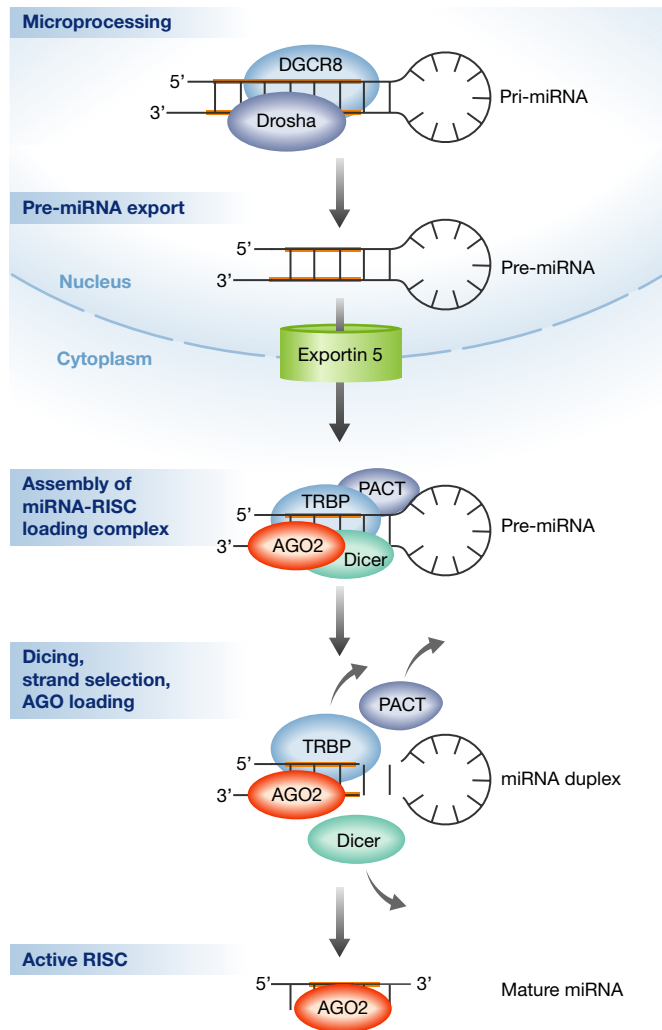 Microprocessing
DGCR8
5’
3’
Drosha
Pri-miRNA
Pre-miRNA export
5’
3’
Pre-miRNA
Nucleus
Cytoplasm
Exportin 5
Assembly of
miRNA-RISC
loading complex
PACT
TRBP
5’
3’
AGO2
Dicer
Pre-miRNA
Dicing,
strand selection,
AGO loading
PACT
TRBP
5’
3’
AGO2
miRNA duplex
Dicer
Active RISC
5’
3’
AGO2
Mature miRNA